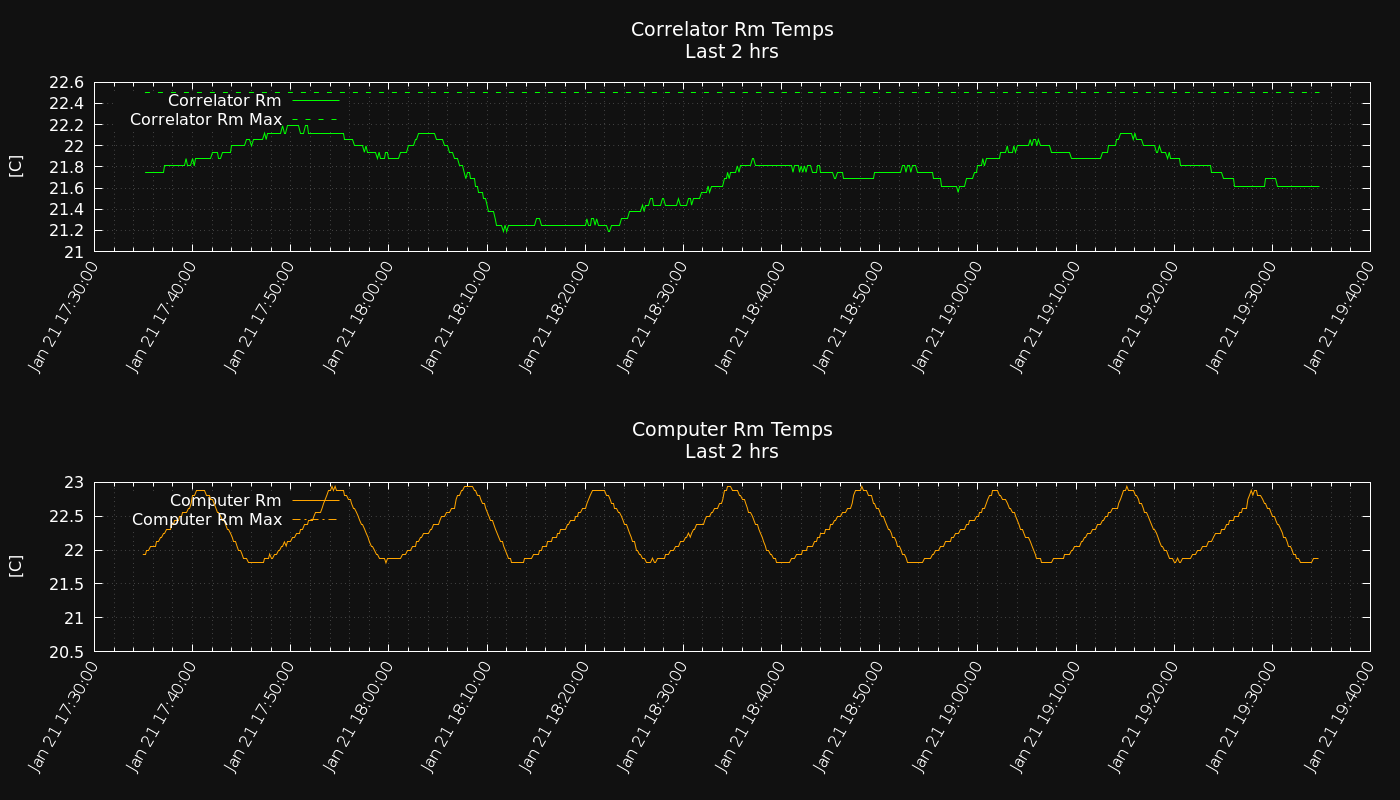 Correlator Rm Temps
Last 2 hrs
22.6
22.4
22.2
22
21.8
21.6
21.4
21.2
21
[C]
Correlator Rm
Correlator Rm Max
Jan 21 17:30:00
Jan 21 17:40:00
Jan 21 17:50:00
Jan 21 18:00:00
Jan 21 18:10:00
Jan 21 18:20:00
Jan 21 18:30:00
Jan 21 18:40:00
Jan 21 18:50:00
Jan 21 19:00:00
Jan 21 19:10:00
Jan 21 19:20:00
Jan 21 19:30:00
Jan 21 19:40:00
Computer Rm Temps
Last 2 hrs
23
22.5
22
21.5
21
20.5
[C]
Computer Rm
Computer Rm Max
Jan 21 17:30:00
Jan 21 17:40:00
Jan 21 17:50:00
Jan 21 18:00:00
Jan 21 18:10:00
Jan 21 18:20:00
Jan 21 18:30:00
Jan 21 18:40:00
Jan 21 18:50:00
Jan 21 19:00:00
Jan 21 19:10:00
Jan 21 19:20:00
Jan 21 19:30:00
Jan 21 19:40:00